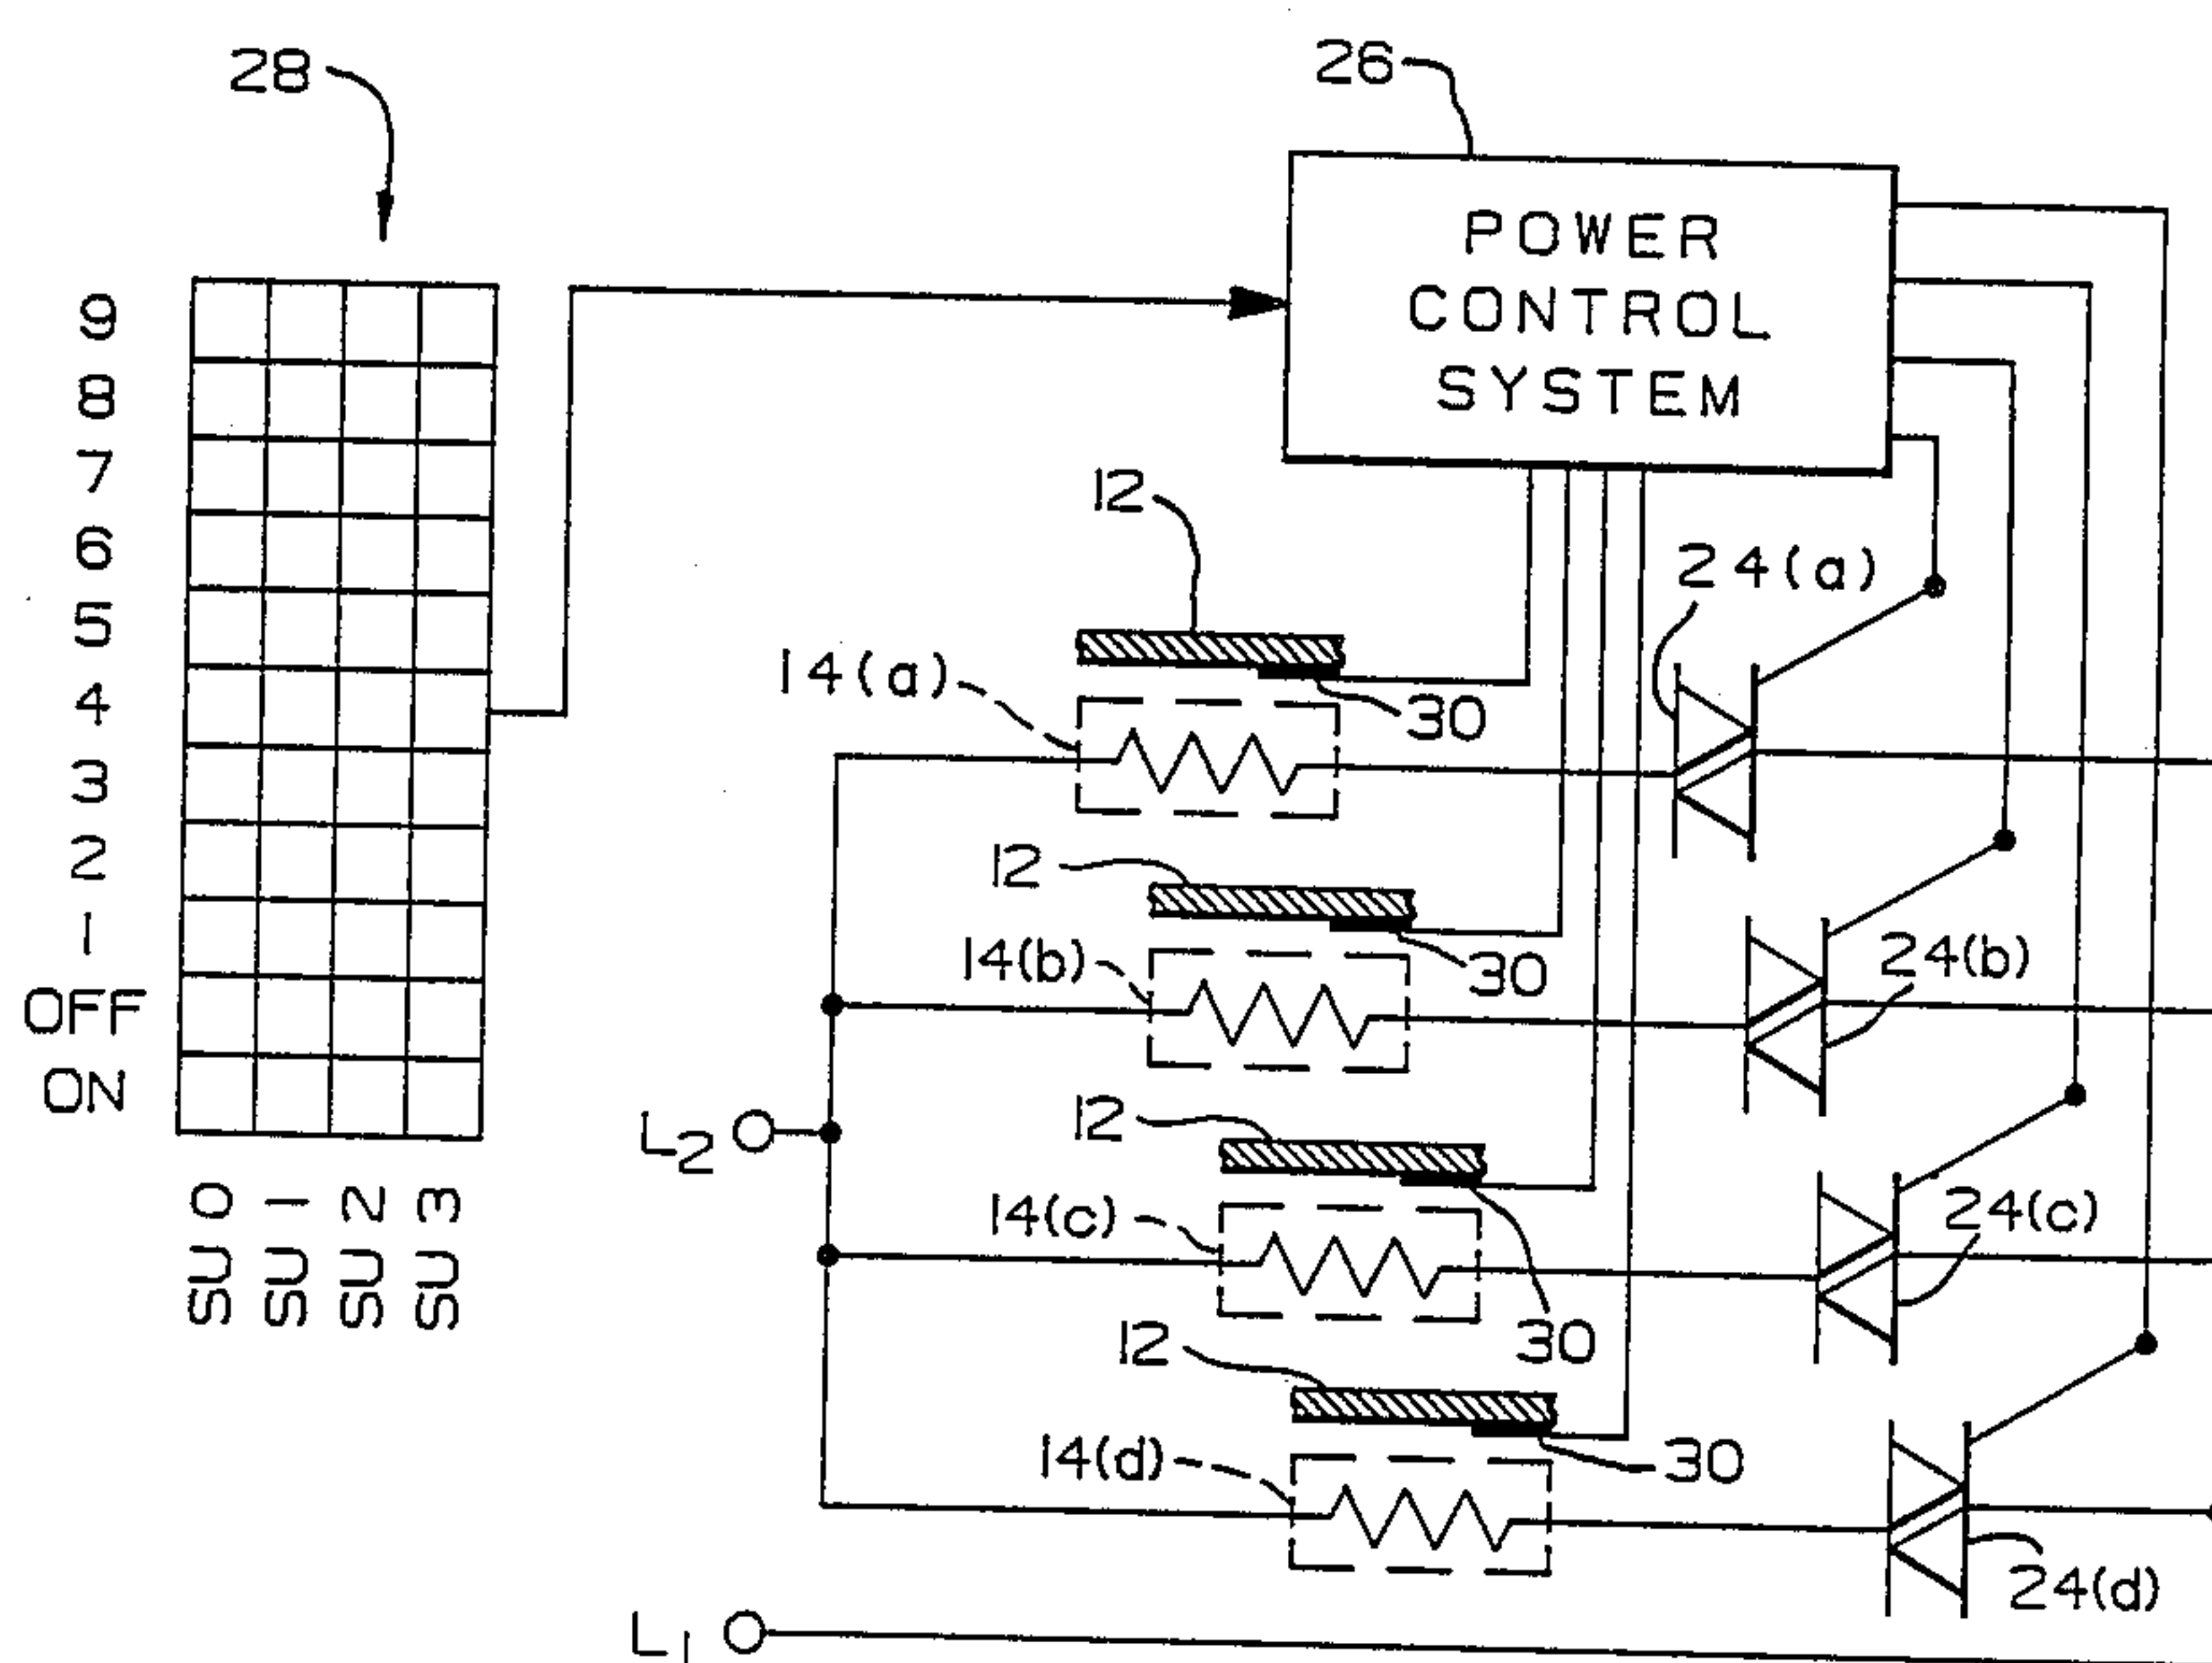 28
26
POWER
CONTROL
SYSTEM
9
8
7
6
5
4
3
2
1
OFF
ON
SU 0
SU 1
SU 2
SU 3
12
24(a)
14(a)
30
12
14(b)
30
24(b)
L2
12
14(c)
24(c)
30
12
14(d)
30
24(d)
L1